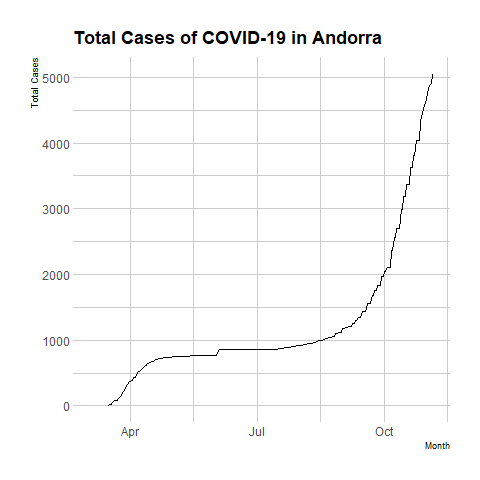 Total Cases of COVID-19 in Andorra
Total Cases
5000
4000
3000
2000
1000
0
Apr Jul Oct
Month